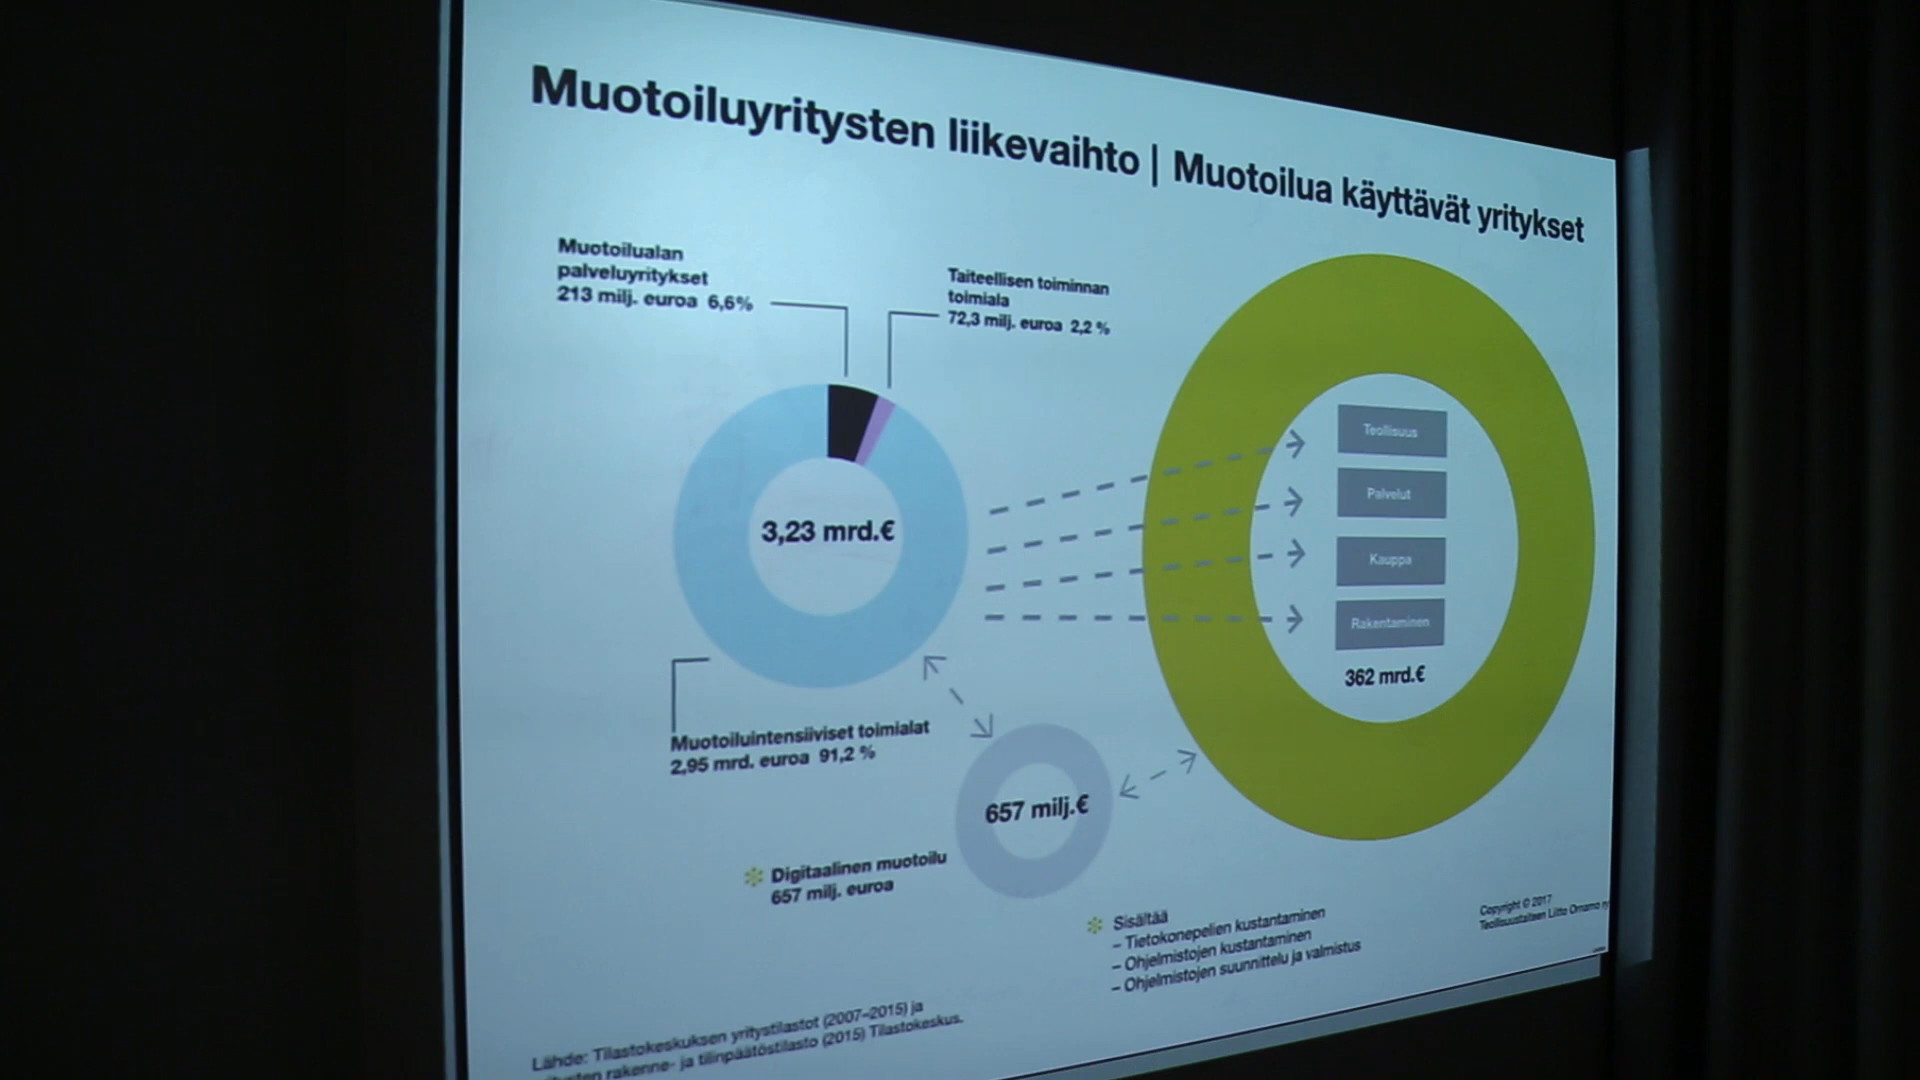 Muotoiluyritysten liikevaihto | Muotoilua käyttävät yritykset
Muotoilualan
palveluyritykset
213 milj. euroa 6,6%
Taiteellisen toiminnan
toimiala
72,3 milj. euroa 2,2 %
3,23 mrd.€
Teollisuus
Palvelut
Kauppa
Rakentaminen
362 mrd.€
Muotoiluintensiiviset toimialat
2,95 mrd. euroa 91,2 %
657 milj.€
Digitaalinen muotoilu
657 milj. euroa
Sisältää
– Tietokonepelien kustantaminen
– Ohjelmistojen kustantaminen
– Ohjelmistojen suunnittelu ja valmistus
Copyright © 2017
Teollisuustaiteen Liitto Ornamo ry
Lähde: Tilastokeskuksen yritystilastot (2007–2015) ja
rakenne- ja tilinpäätöstilasto (2015) Tilastokeskus.